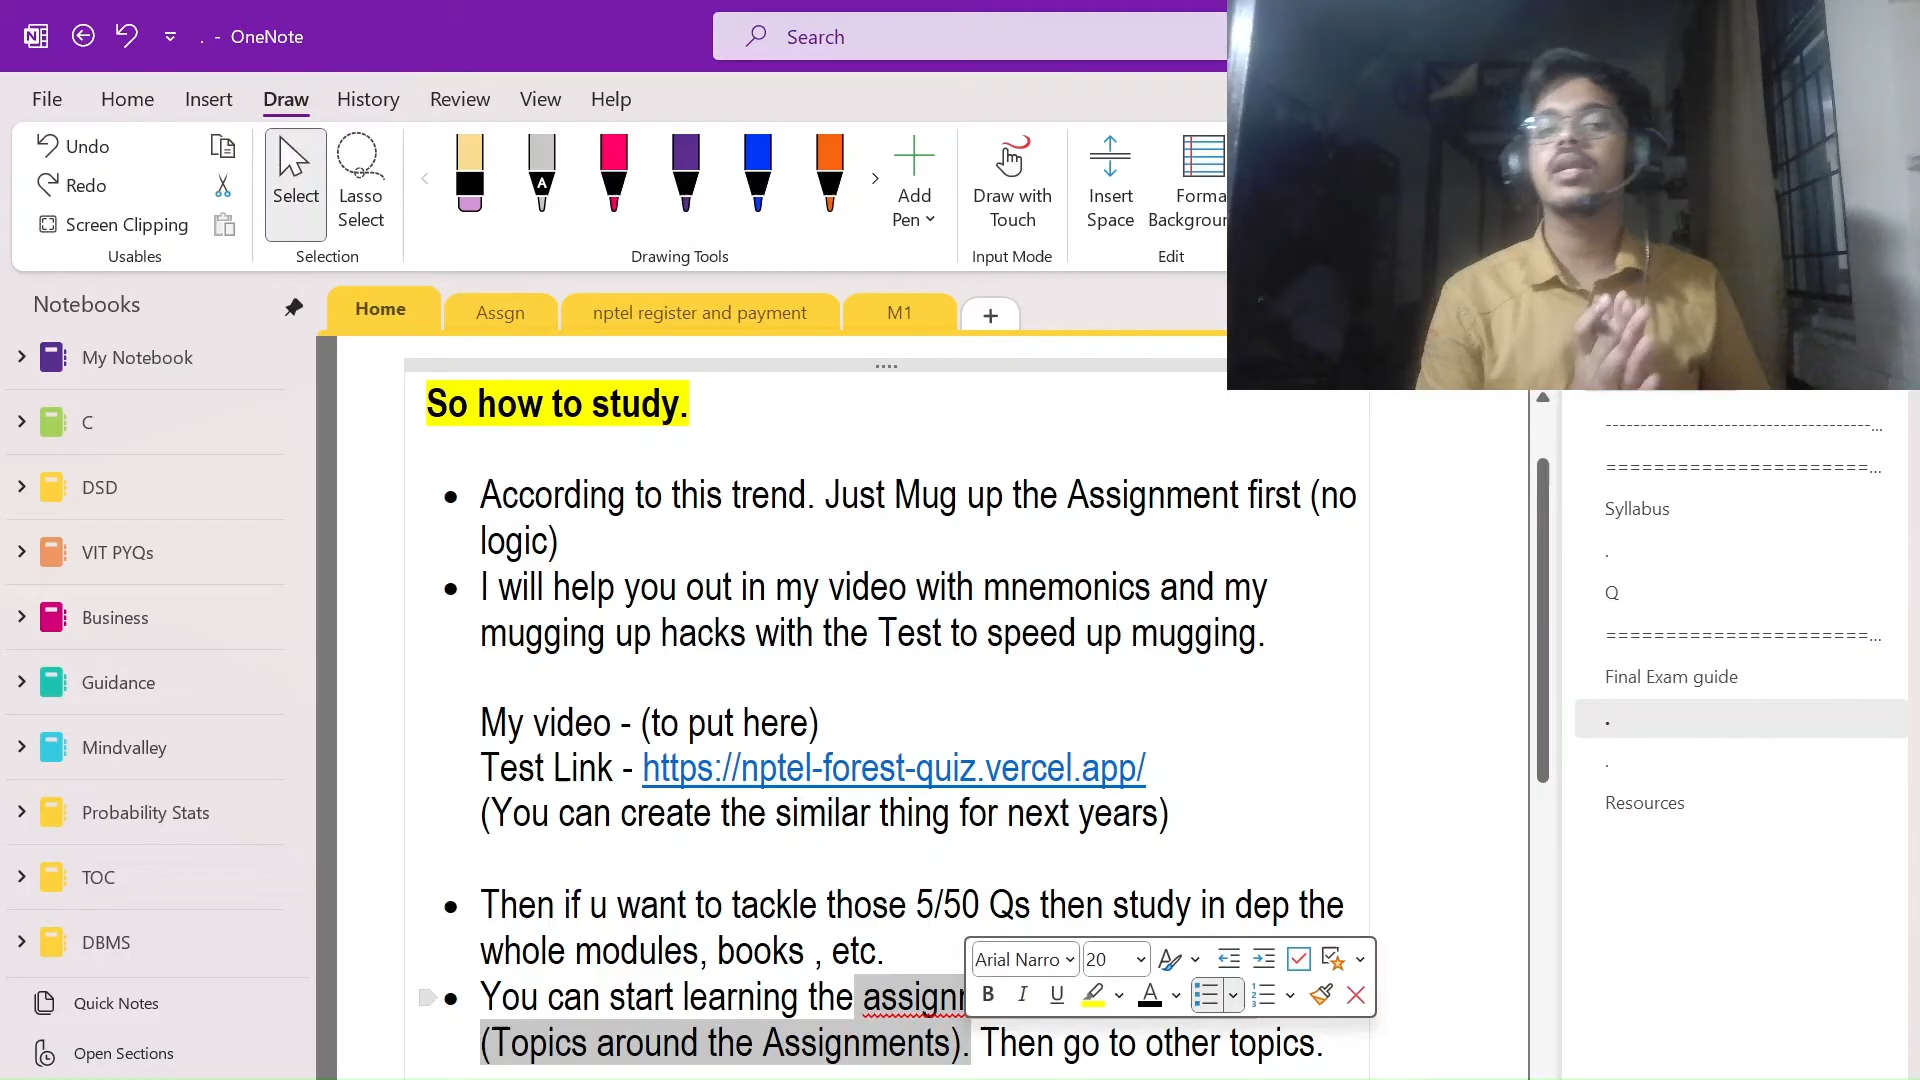 . - OneNote
Search
File Home Insert Draw History Review View Help
Undo
Redo
Screen Clipping
Usables
Select
Lasso
Select
Selection
A
Drawing Tools
Add
Pen
Draw with
Touch
Input Mode
Insert
Space
Forma
Backgroun
Edit
Notebooks
My Notebook
C
DSD
VIT PYQs
Business
Guidance
Mindvalley
Probability Stats
TOC
DBMS
Quick Notes
Open Sections
Home Assgn nptel register and payment M1
So how to study.
• According to this trend. Just Mug up the Assignment first (no
logic)
• I will help you out in my video with mnemonics and my
mugging up hacks with the Test to speed up mugging.
My video - (to put here)
Test Link - https://nptel-forest-quiz.vercel.app/
(You can create the similar thing for next years)
• Then if u want to tackle those 5/50 Qs then study in dep the
whole modules, books , etc.
• You can start learning the
(Topics around the Assignments). Then go to other topics.
Arial Narro 20
B I U A
--------------------------------------...
======================...
Syllabus
.
Q
======================...
Final Exam guide
.
.
Resources